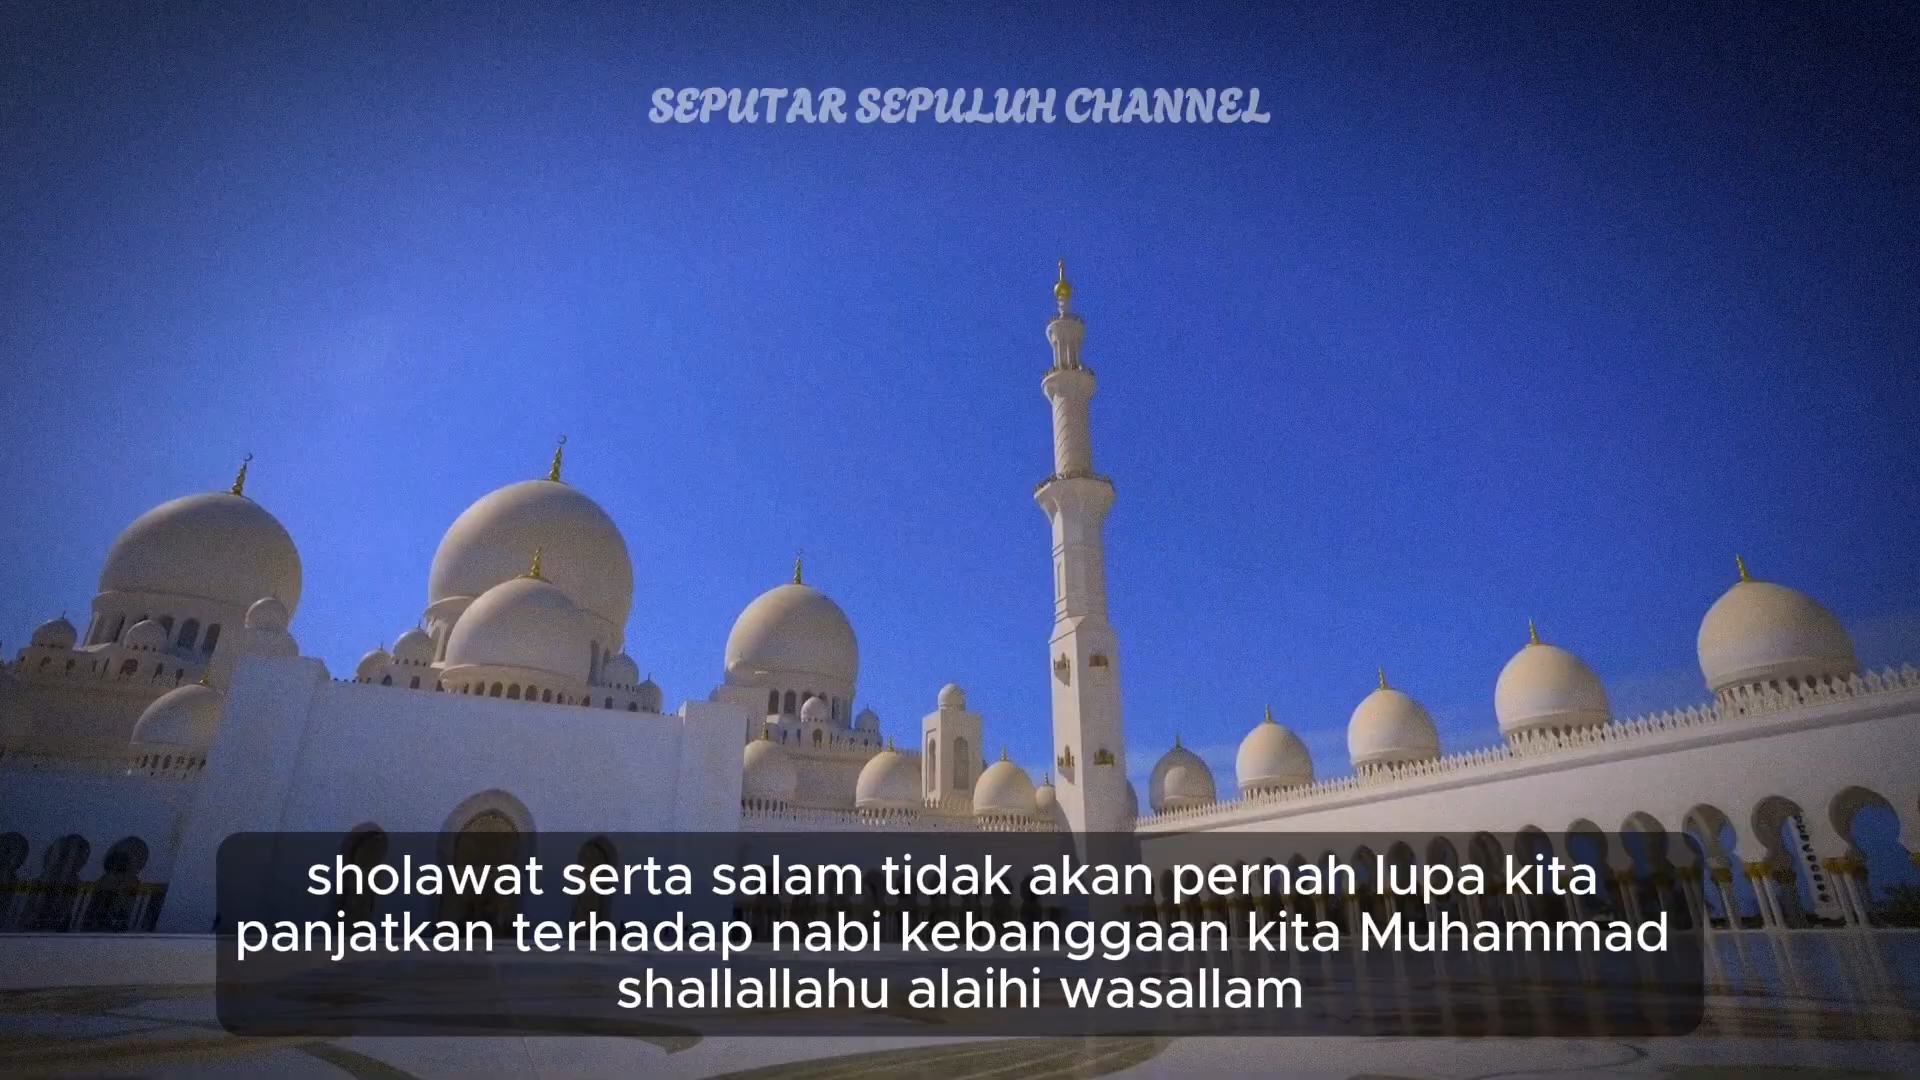 SEPUTAR SEPULUH CHANNEL
sholawat serta salam tidak akan pernah lupa kita
panjatkan terhadap nabi kebanggaan kita Muhammad
shallallahu alaihi wasallam